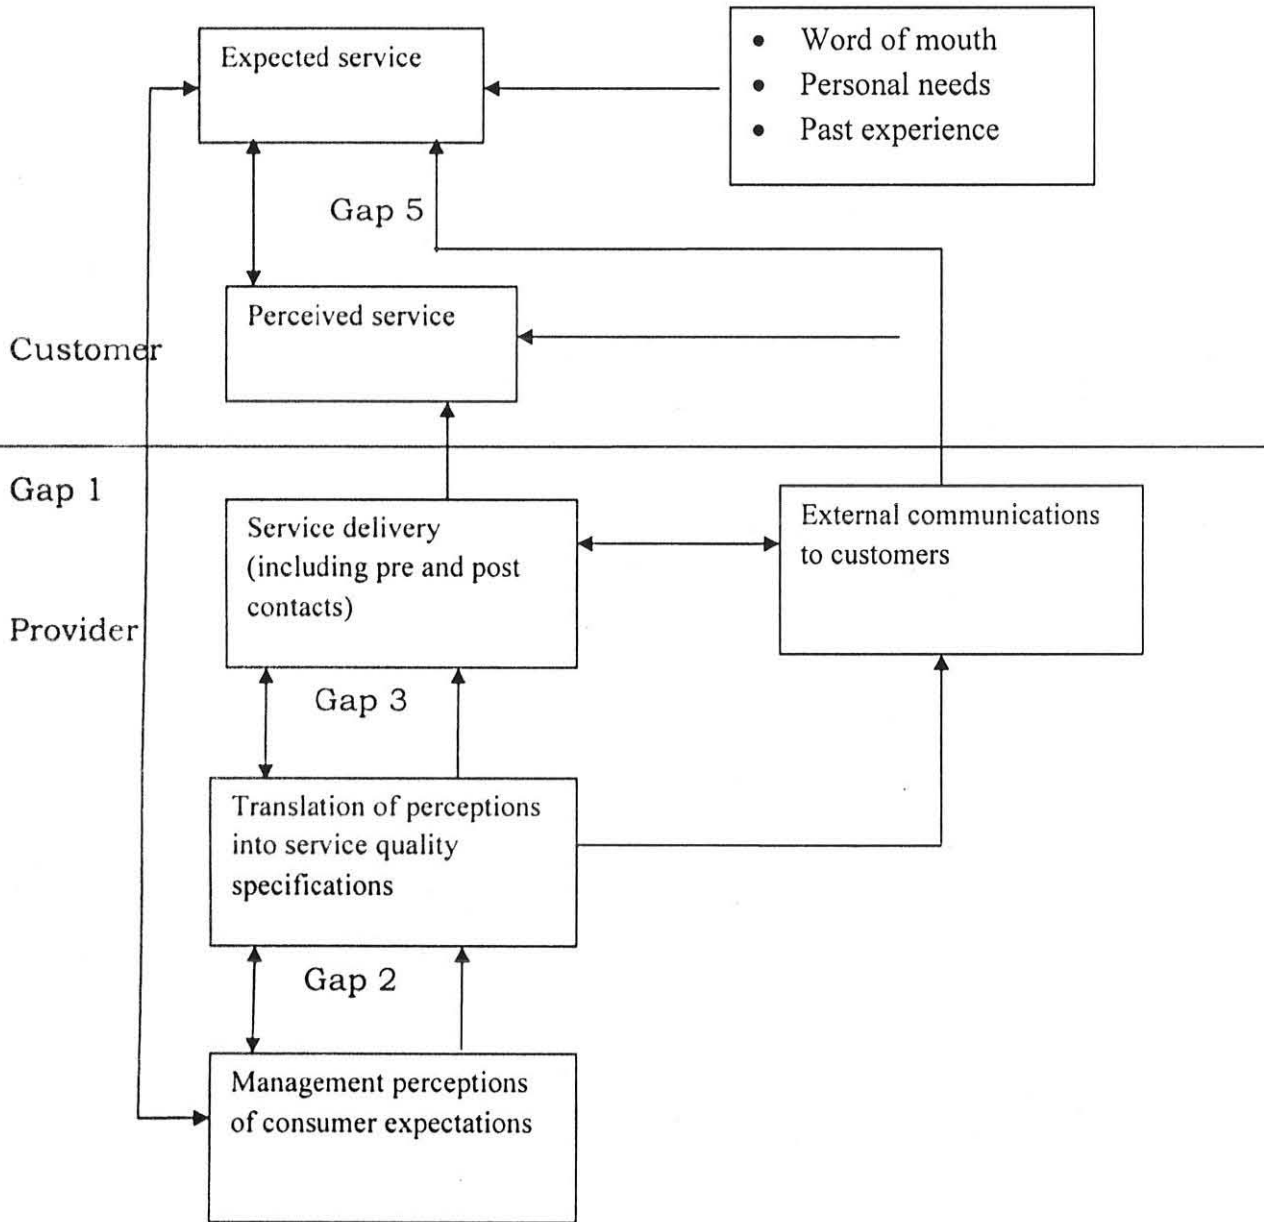 Expected service
• Word of mouth
• Personal needs
• Past experience
Gap 5
Perceived service
Customer
Gap 1
Service delivery
(including pre and post
contacts)
External communications
to customers
Provider
Gap 3
Translation of perceptions
into service quality
specifications
Gap 2
Management perceptions
of consumer expectations